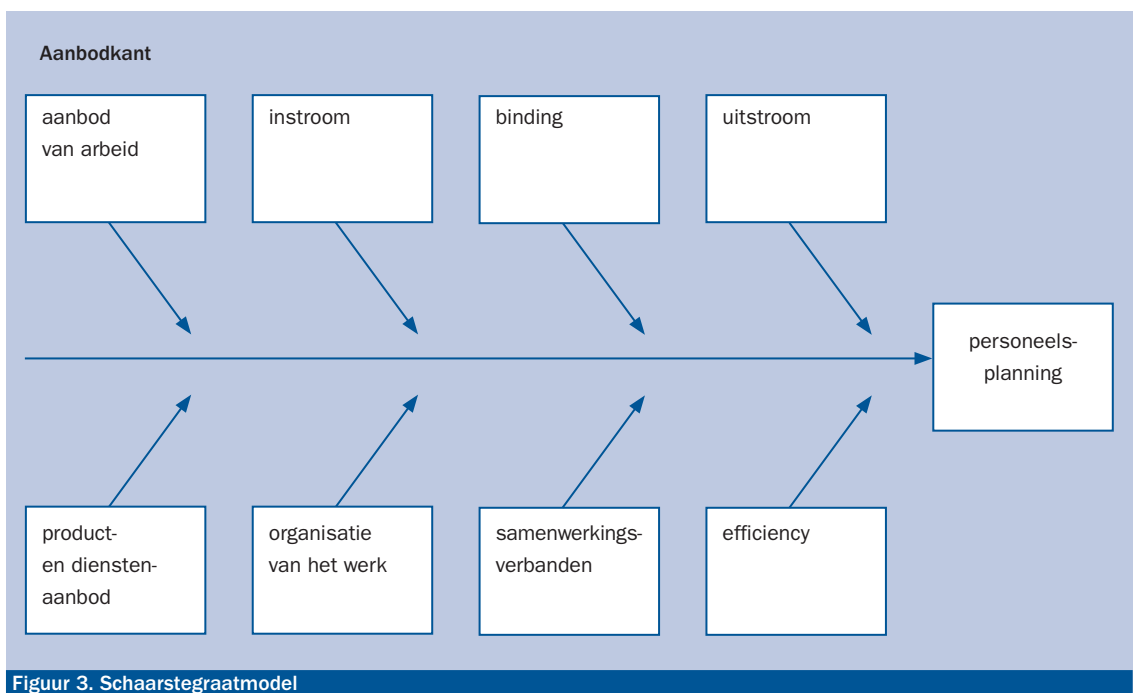 Aanbodkant
aanbod
van arbeid
instroom
binding
uitstroom
personeels-
planning
product-
en diensten-
aanbod
organisatie
van het werk
samenwerkings-
verbanden
efficiency
Figuur 3. Schaarstegraatmodel